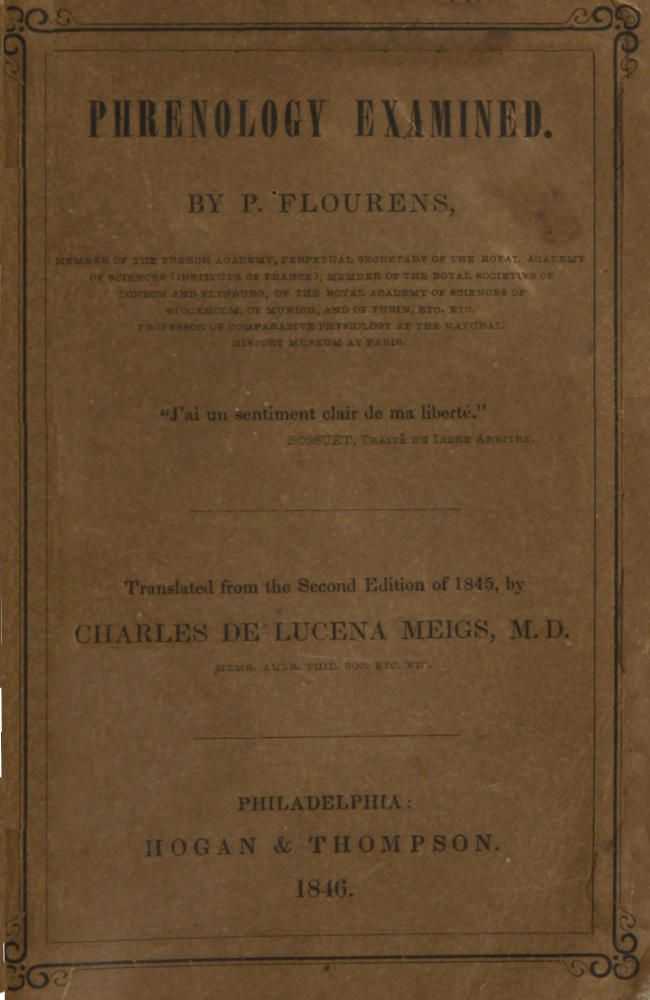 PHRENOLOGY EXAMINED.
BY P. FLOURENS,
MEMBER OF THE FRENCH ACADEMY, PERPETUAL SECRETARY OF THE ROYAL ACADEMY
OF SCIENCES (INSTITUTE OF FRANCE), MEMBER OF THE ROYAL SOCIETIES OF
LONDON AND EDINBURG, OF THE ROYAL ACADEMY OF SCIENCES OF
STOCKHOLM, OF MUNICH, AND OF TURIN, ETC. ETC.
PROFESSOR OF COMPARATIVE PHYSIOLOGY AT THE NATURAL
HISTORY MUSEUM AT PARIS.
"J'ai un sentiment clair de ma liberté."
BOSSUET, TRAITÉ DU LIBRE ARBITRE.
Translated from the Second Edition of 1845, by
CHARLES DE LUCENA MEIGS, M. D.
MEMB. AMER. PHIL. SOC. ETC. ETC.
PHILADELPHIA:
HOGAN & THOMPSON.
1846.